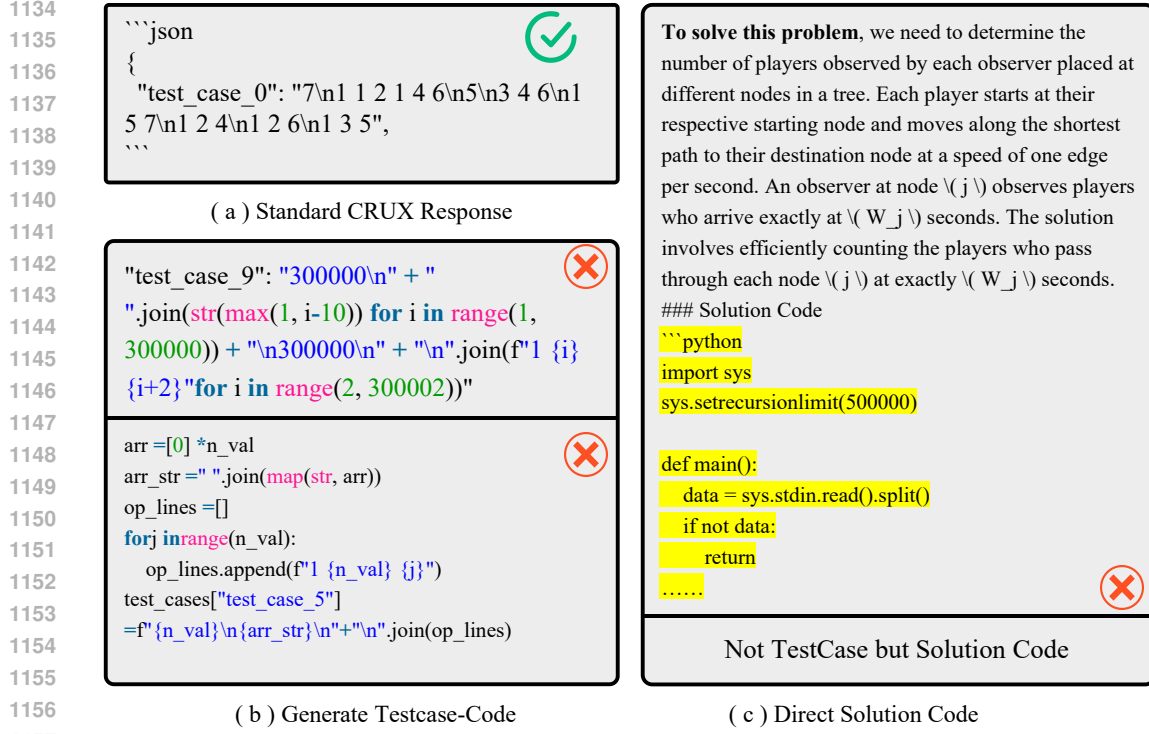 1134
1135
1136
1137
1138
1139
1140
1141
1142
1143
1144
1145
1146
1147
1148
1149
1150
1151
1152
1153
1154
1155
1156
```json
{
"test_case_0": "7\n1 1 2 1 4 6\n5\n3 4 6\n1
5 7\n1 2 4\n1 2 6\n1 3 5",
```
( a ) Standard CRUX Response
"test_case_9": "300000\n" + "
".join(str(max(1, i-10)) for i in range(1,
300000)) + "\n300000\n" + "\n".join(f"1 {i}
{i+2}"for i in range(2, 300002))"
arr =[0] *n_val
arr_str =" ".join(map(str, arr))
op_lines =[]
forj inrange(n_val):
op_lines.append(f"1 {n_val} {j}")
test_cases["test_case_5"]
=f"{n_val}\n{arr_str}\n"+"\n".join(op_lines)
( b ) Generate Testcase-Code
To solve this problem, we need to determine the
number of players observed by each observer placed at
different nodes in a tree. Each player starts at their
respective starting node and moves along the shortest
path to their destination node at a speed of one edge
per second. An observer at node \( j \) observes players
who arrive exactly at \( W_j \) seconds. The solution
involves efficiently counting the players who pass
through each node \( j \) at exactly \( W_j \) seconds.
### Solution Code
```python
import sys
sys.setrecursionlimit(500000)
def main():
data = sys.stdin.read().split()
if not data:
return
……
Not TestCase but Solution Code
( c ) Direct Solution Code